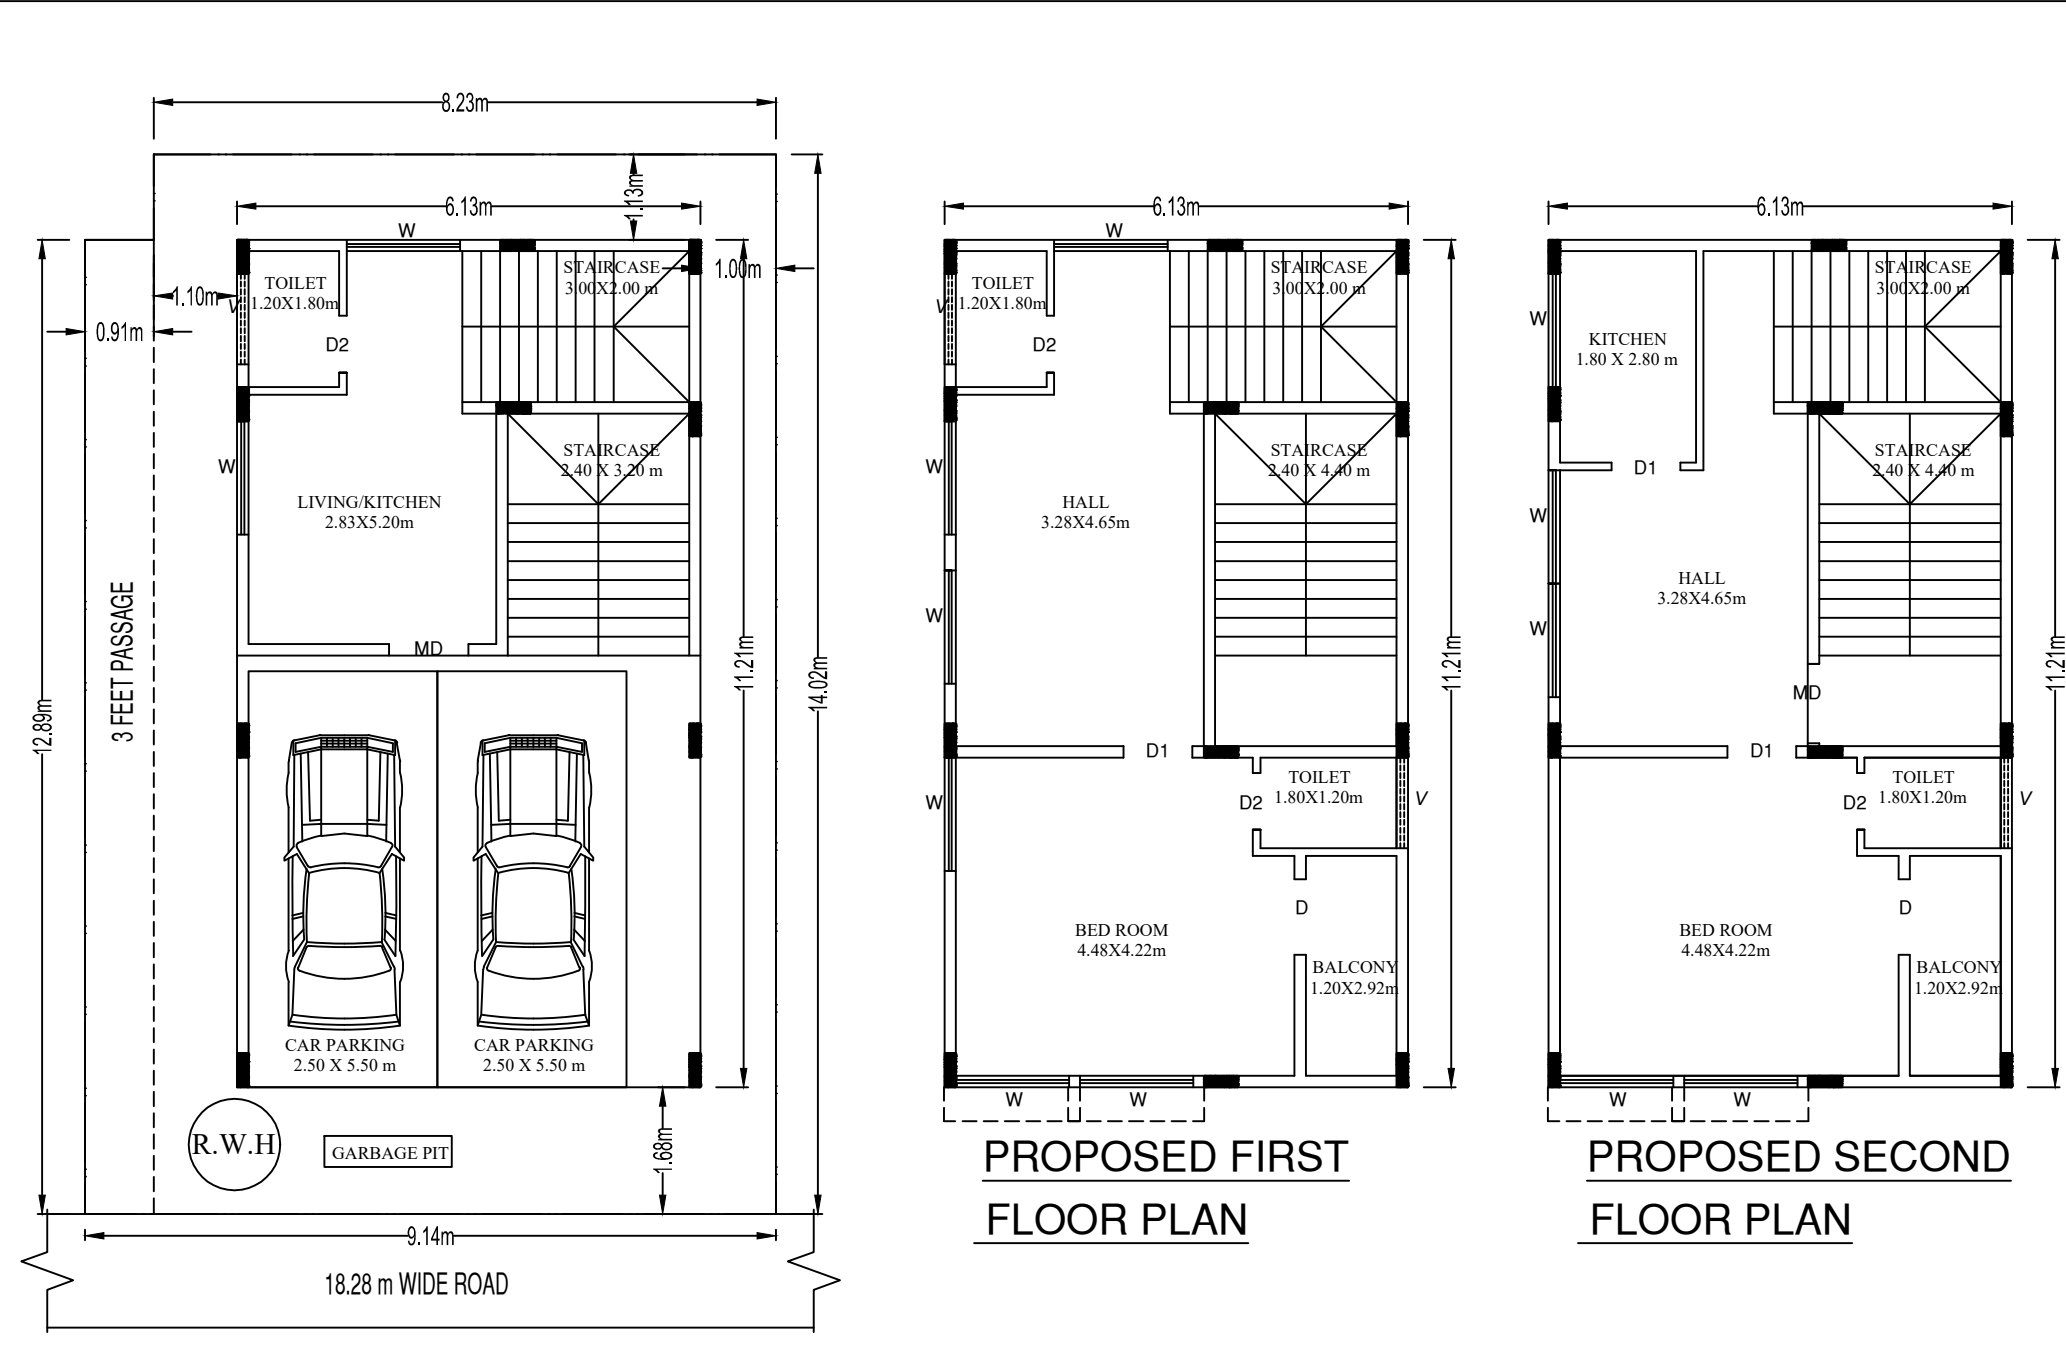 8.23m
1.13m
6.13m
W
TOILET
1.20X1.80m
V
D2
STAIRCASE
3.00X2.00 m
1.00m
1.10m
0.91m
W
STAIRCASE
2.40 X 3.20 m
LIVING/KITCHEN
2.83X5.20m
3 FEET PASSAGE
MD
11.21m
14.02m
12.89m
CAR PARKING
2.50 X 5.50 m
CAR PARKING
2.50 X 5.50 m
R.W.H
GARBAGE PIT
1.68m
9.14m
18.28 m WIDE ROAD
6.13m
W
TOILET
1.20X1.80m
V
D2
STAIRCASE
3.00X2.00 m
W
STAIRCASE
2.40 X 4.40 m
HALL
3.28X4.65m
W
11.21m
D1
W
TOILET
1.80X1.20m
D2
V
D
BED ROOM
4.48X4.22m
BALCONY
1.20X2.92m
W
W
PROPOSED FIRST
FLOOR PLAN
6.13m
STAIRCASE
3.00X2.00 m
W
KITCHEN
1.80 X 2.80 m
D1
STAIRCASE
2.40 X 4.40 m
W
HALL
3.28X4.65m
W
11.21m
MD
D1
TOILET
1.80X1.20m
D2
V
D
BED ROOM
4.48X4.22m
BALCONY
1.20X2.92m
W
W
PROPOSED SECOND
FLOOR PLAN